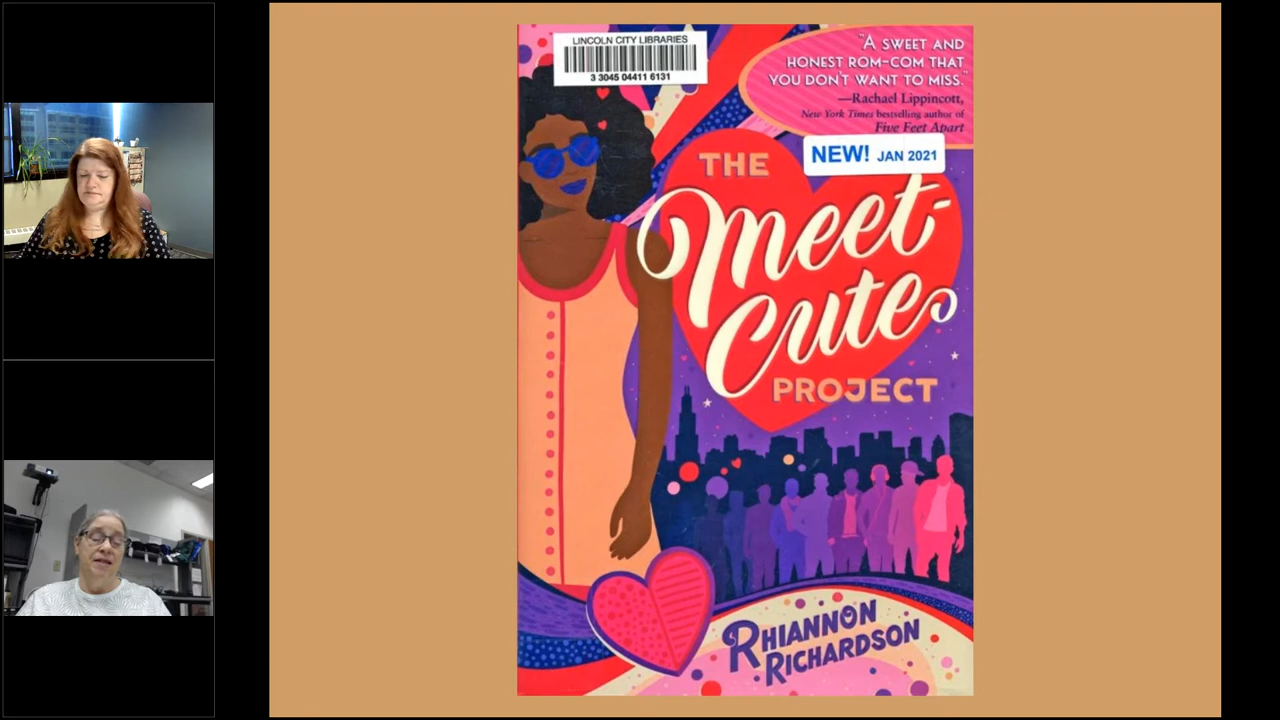 LINCOLN CITY LIBRARIES
3 3045 04411 6131
"A SWEET AND
HONEST ROM-COM THAT
YOU DON'T WANT TO MISS."
—Rachael Lippincott,
New York Times bestselling author of
Five Feet Apart
NEW! JAN 2021
THE
meet-
cute
PROJECT
RHIANNON
RICHARDSON